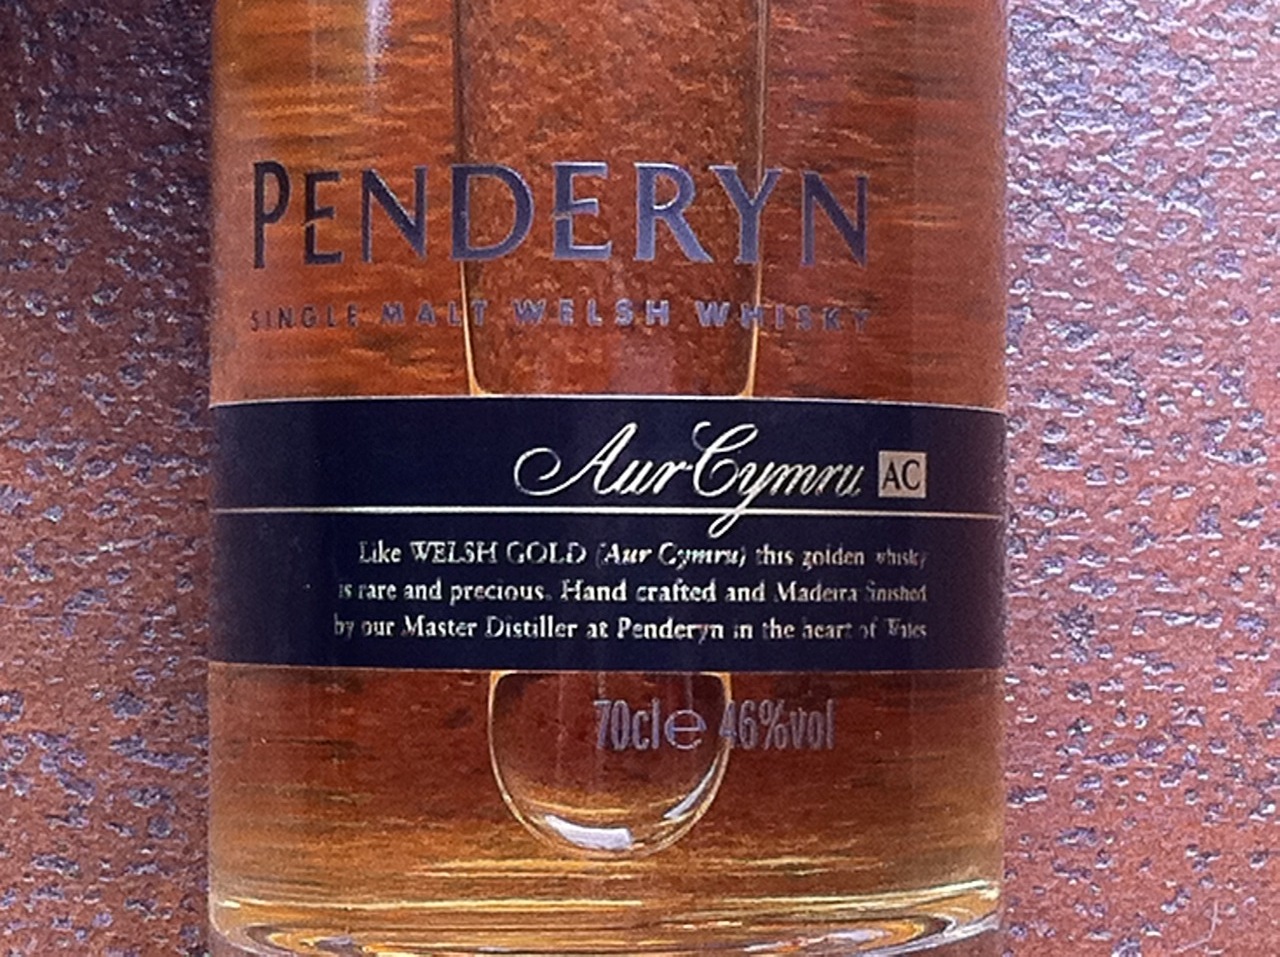 PENDERYN
SINGLE MALT WELSH WHISKY
Aur Cymru AC
Like WELSH GOLD (Aur Cymru) this golden whisky
is rare and precious. Hand crafted and Madeira finished
by our Master Distiller at Penderyn in the heart of Wales
70cl e 46%vol